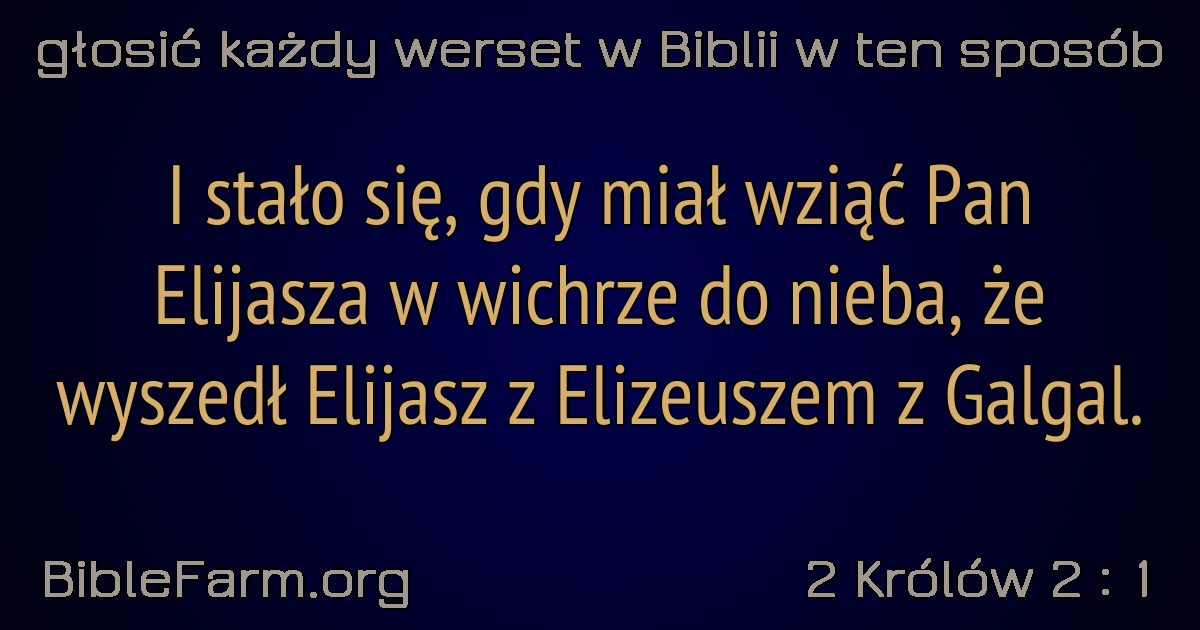 głosić każdy werset w Biblii w ten sposób
I stało się, gdy miał wziąć Pan
Elijasza w wichrze do nieba, że
wyszedł Elijasz z Elizeuszem z Galgal.
BibleFarm.org
2 Królów 2 : 1